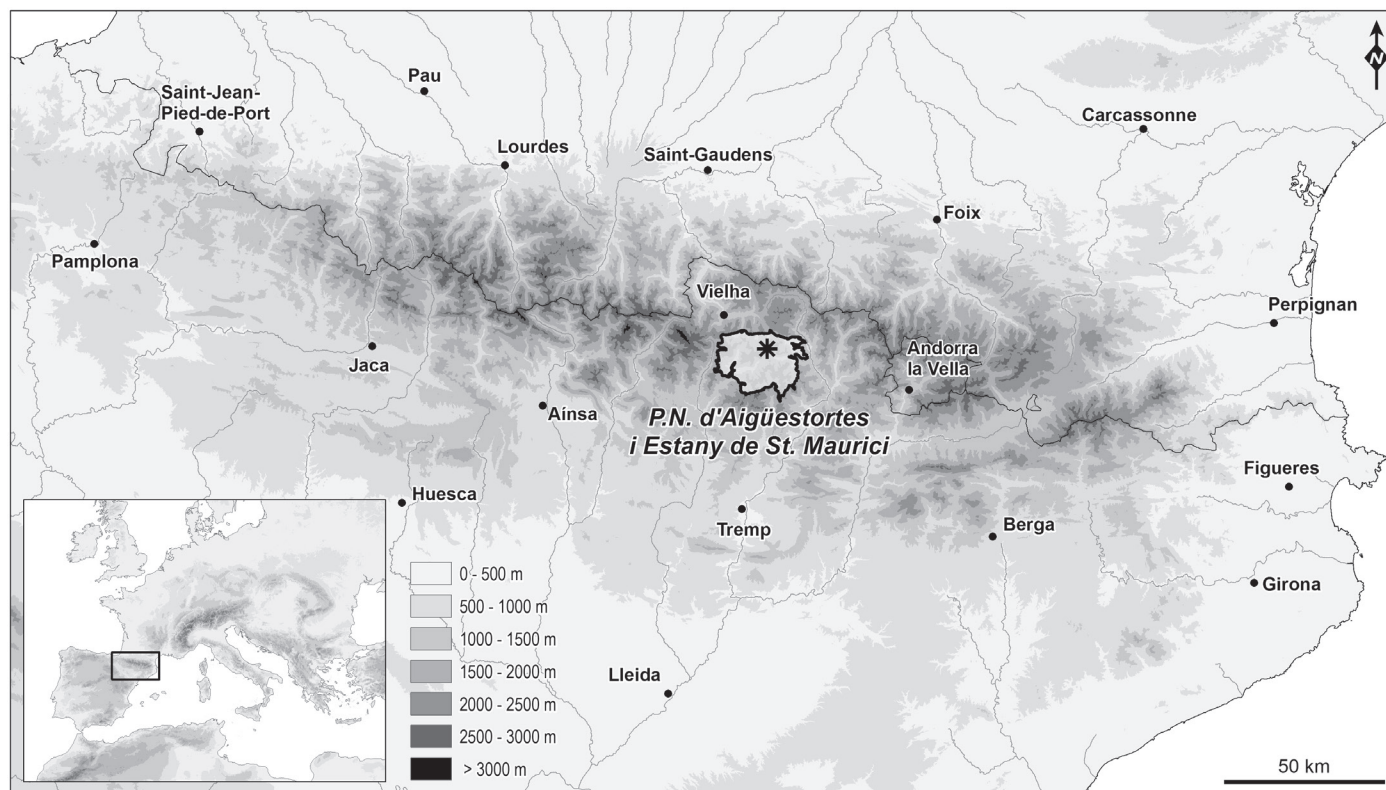 N
Pau
Saint-Jean-
Pied-de-Port
Carcassonne
Lourdes
Saint-Gaudens
Foix
Pamplona
Vielha
Perpignan
Jaca
Andorra
la Vella
Aínsa
P.N. d'Aigüestortes
i Estany de St. Maurici
Figueres
Huesca
Tremp
Berga
Girona
0 - 500 m
500 - 1000 m
1000 - 1500 m
1500 - 2000 m
2000 - 2500 m
2500 - 3000 m
> 3000 m
Lleida
50 km